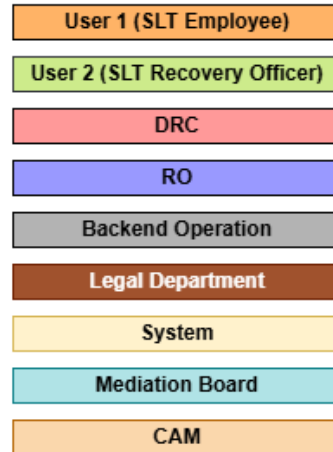 User 1 (SLT Employee)
User 2 (SLT Recovery Officer)
DRC
RO
Backend Operation
Legal Department
System
Mediation Board
CAM